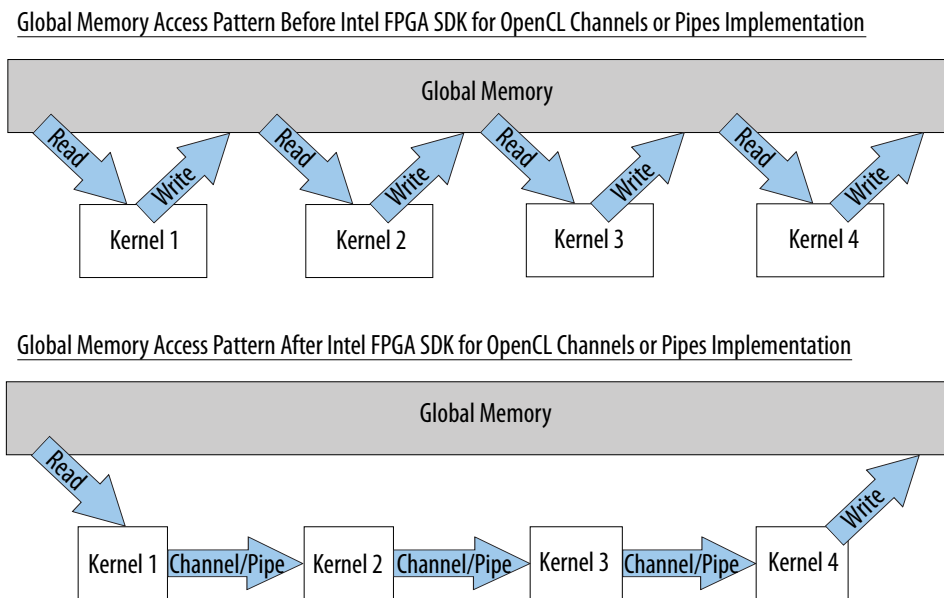 Global Memory Access Pattern Before Intel FPGA SDK for OpenCL Channels or Pipes Implementation
Global Memory
Read
Write
Read
Write
Read
Write
Read
Write
Kernel 1
Kernel 2
Kernel 3
Kernel 4
Global Memory Access Pattern After Intel FPGA SDK for OpenCL Channels or Pipes Implementation
Global Memory
Read
Write
Kernel 1
Channel/Pipe
Kernel 2
Channel/Pipe
Kernel 3
Channel/Pipe
Kernel 4